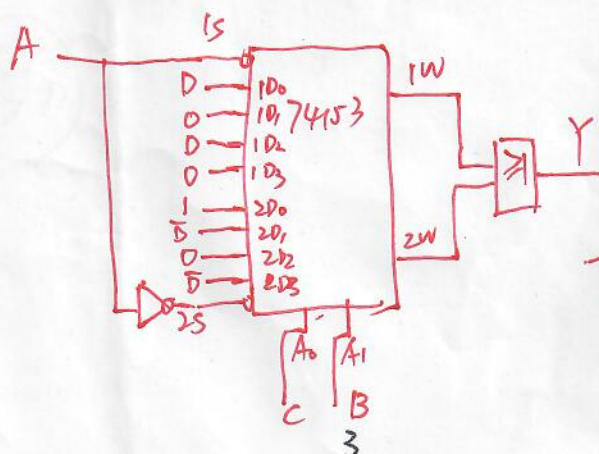 1S
A
1W
D 1D₀
0 1D₁ 74153
D 1D₂
0 1D₃
≥1
Y
1 2D₀
D̅ 2D₁
0 2D₂
2W
D̅ 2D₃
2S
A₀ A₁
C B
3